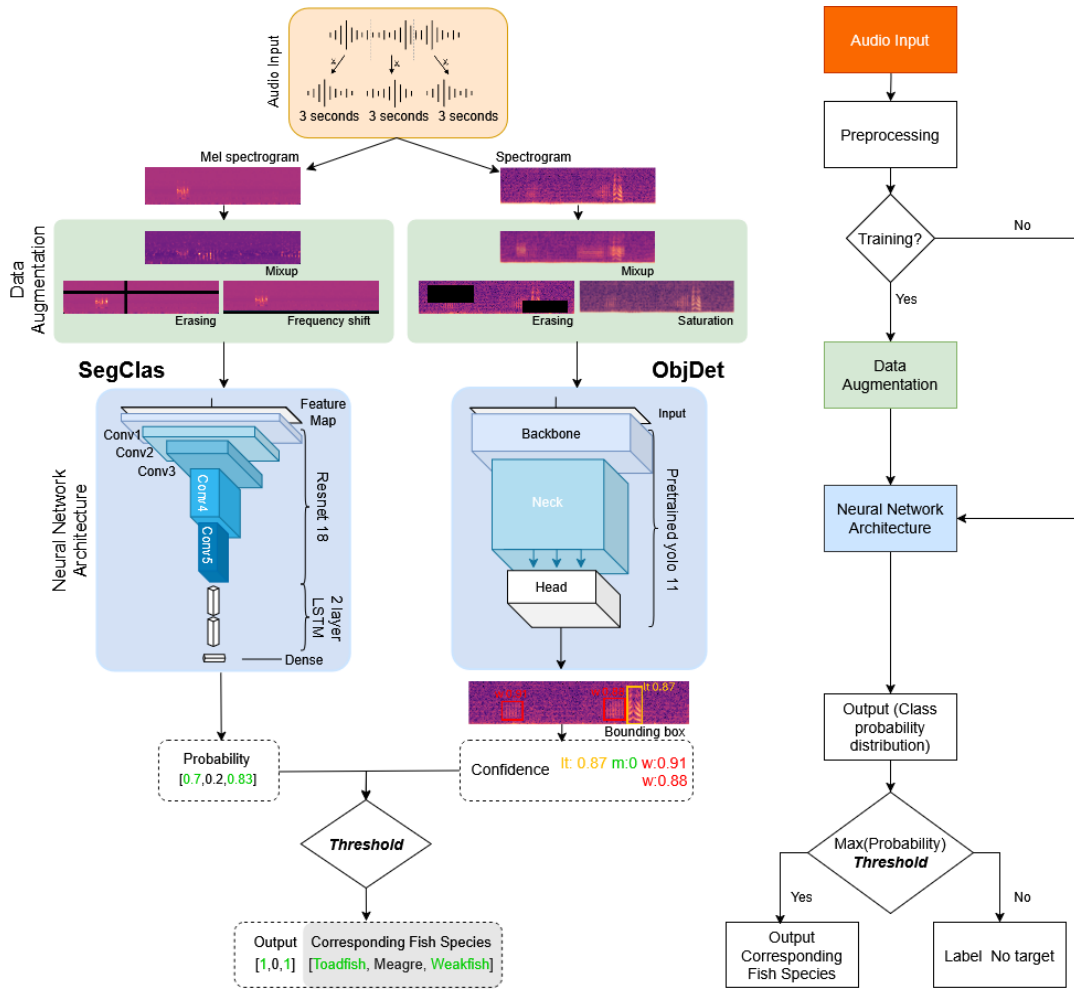 Audio Input
3 seconds 3 seconds 3 seconds
Mel spectrogram
Spectrogram
Data
Augmentation
Mixup
Erasing
Frequency shift
Mixup
Erasing
Saturation
SegClas
ObjDet
Neural Network
Architecture
Feature
Map
Conv1
Conv2
Conv3
Conv4
Conv5
Resnet 18
2 layer
LSTM
Dense
Input
Backbone
Neck
Head
Pretrained yolo 11
lt 0.87
Bounding box
Probability
[0.7,0.2,0.83]
Confidence
lt: 0.87 m:0 w:0.91
w:0.88
Threshold
Output
[1,0,1]
Corresponding Fish Species
[Toadfish, Meagre, Weakfish]
Audio Input
Preprocessing
Training?
No
Yes
Data
Augmentation
Neural Network
Architecture
Output (Class
probability
distribution)
Max(Probability)
Threshold
Yes
No
Output
Corresponding
Fish Species
Label No target